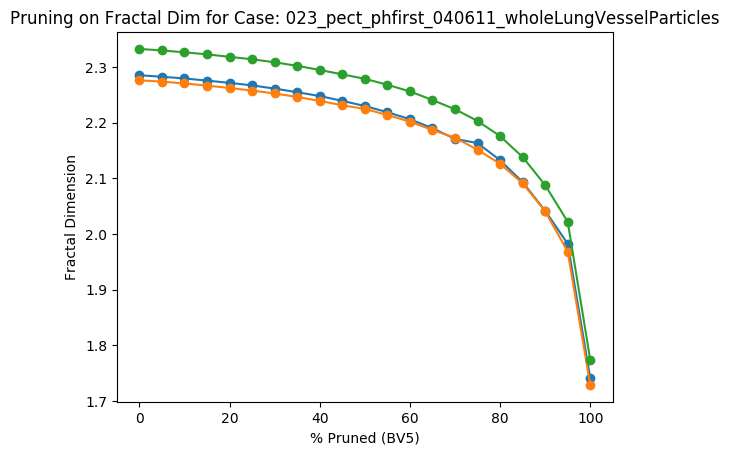 Pruning on Fractal Dim for Case: 023_pect_phfirst_040611_wholeLungVesselParticles
2.3
2.2
2.1
2.0
1.9
1.8
1.7
Fractal Dimension
0 20 40 60 80 100
% Pruned (BV5)